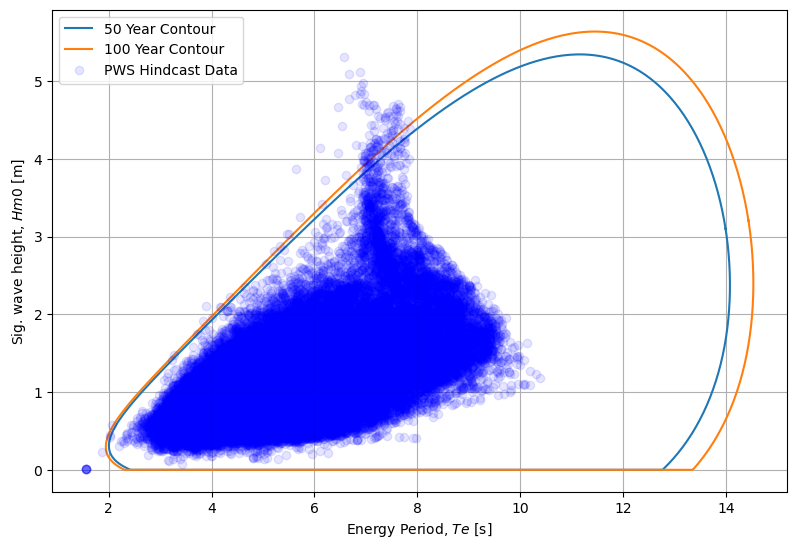 50 Year Contour
100 Year Contour
PWS Hindcast Data
Sig. wave height, Hm0 [m]
5
4
3
2
1
0
2 4 6 8 10 12 14
Energy Period, Te [s]